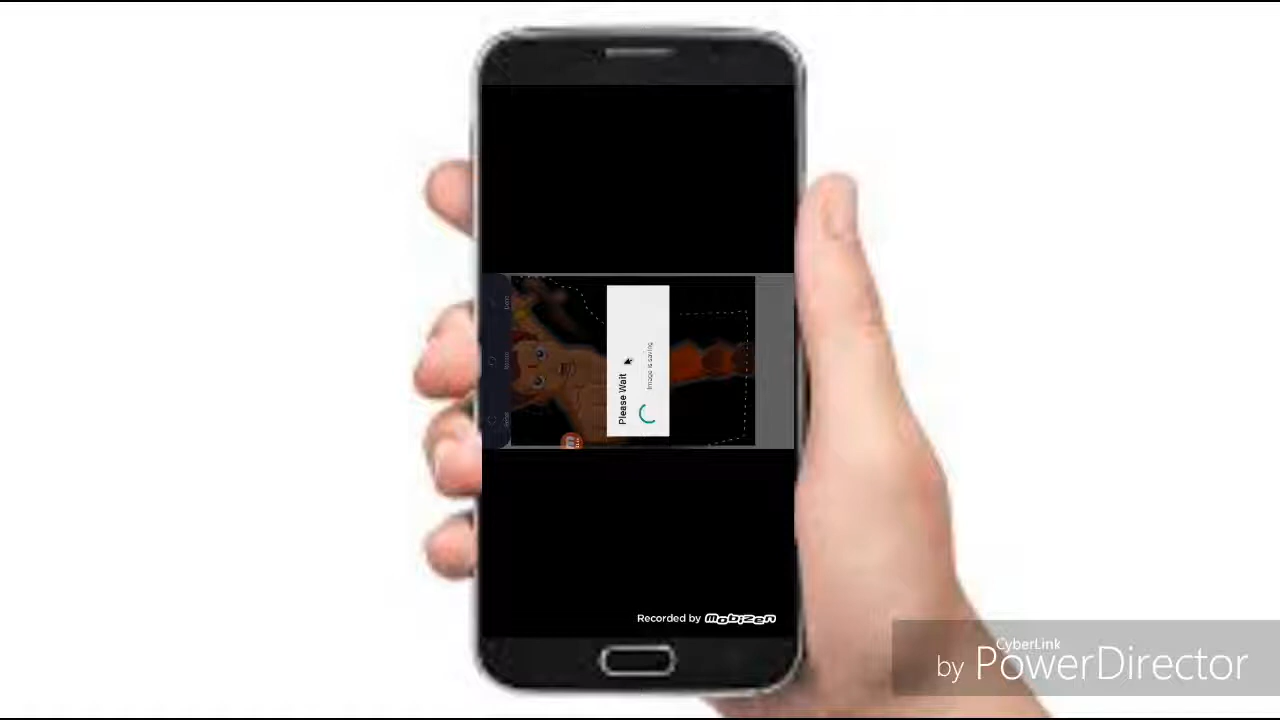 Please Wait
Image is saving
Recorded by Mobizen
CyberLink
by PowerDirector